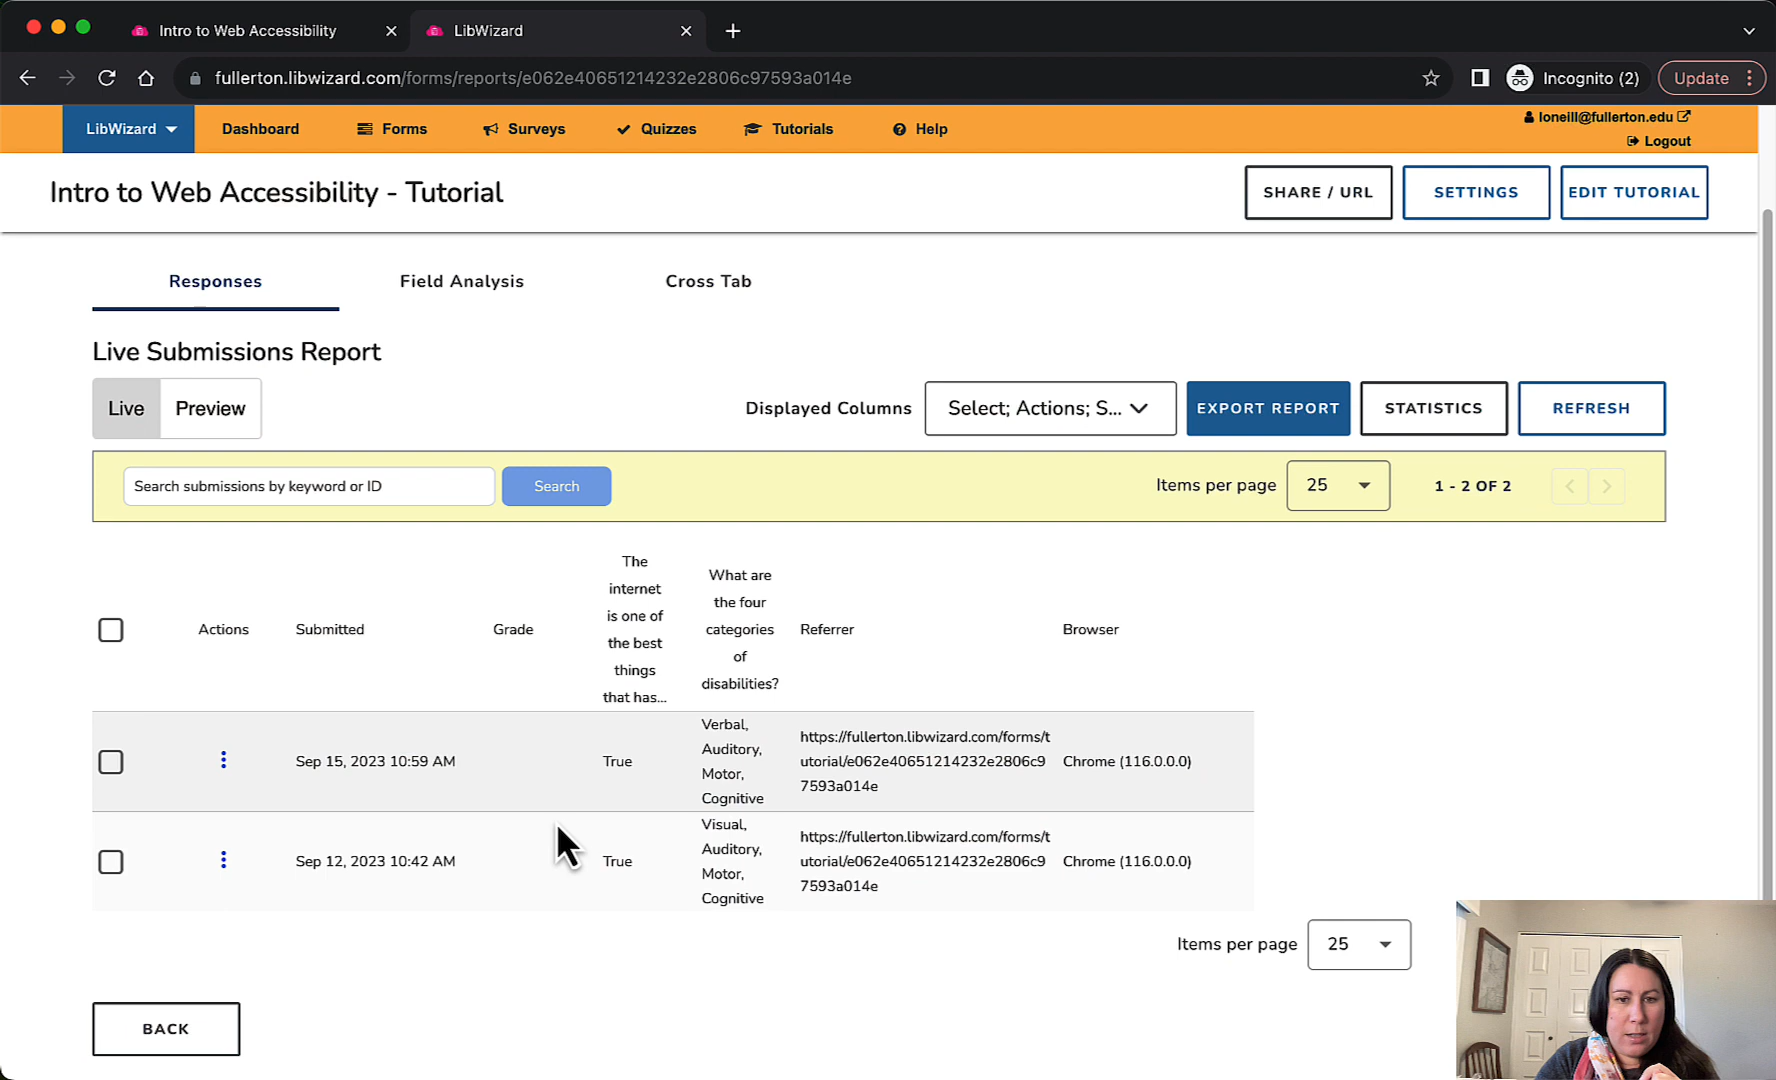 Intro to Web Accessibility
LibWizard
fullerton.libwizard.com/forms/reports/e062e40651214232e2806c97593a014e
Incognito (2)
Update
LibWizard
Dashboard
Forms
Surveys
Quizzes
Tutorials
Help
loneill@fullerton.edu
Logout
Intro to Web Accessibility - Tutorial
SHARE / URL
SETTINGS
EDIT TUTORIAL
Responses
Field Analysis
Cross Tab
Live Submissions Report
Live
Preview
Displayed Columns
Select; Actions; S...
EXPORT REPORT
STATISTICS
REFRESH
Search submissions by keyword or ID
Search
Items per page
25
1 - 2 OF 2
Actions
Submitted
Grade
The
internet
is one of
the best
things
that has...
What are
the four
categories
of
disabilities?
Referrer
Browser
Sep 15, 2023 10:59 AM
True
Verbal,
Auditory,
Motor,
Cognitive
https://fullerton.libwizard.com/forms/t
utorial/e062e40651214232e2806c9
7593a014e
Chrome (116.0.0.0)
Sep 12, 2023 10:42 AM
True
Visual,
Auditory,
Motor,
Cognitive
https://fullerton.libwizard.com/forms/t
utorial/e062e40651214232e2806c9
7593a014e
Chrome (116.0.0.0)
Items per page
25
BACK